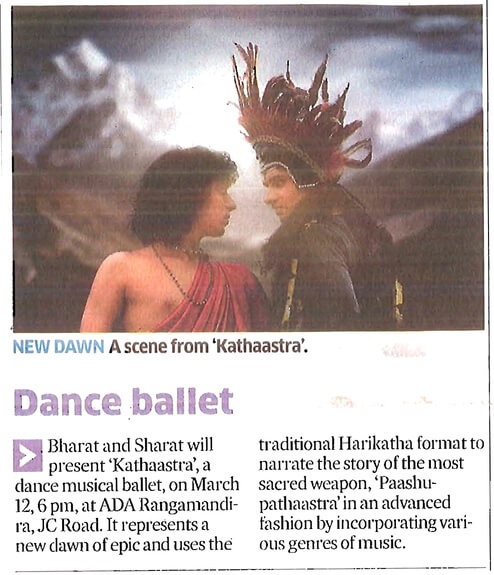 NEW DAWN A scene from ‘Kathaastra’.
Dance ballet
Bharat and Sharat will
present ‘Kathaastra’, a
dance musical ballet, on March
12, 6 pm, at ADA Rangamandi-
ra, JC Road. It represents a
new dawn of epic and uses the
traditional Harikatha format to
narrate the story of the most
sacred weapon, ‘Paashu-
pathaastra’ in an advanced
fashion by incorporating vari-
ous genres of music.